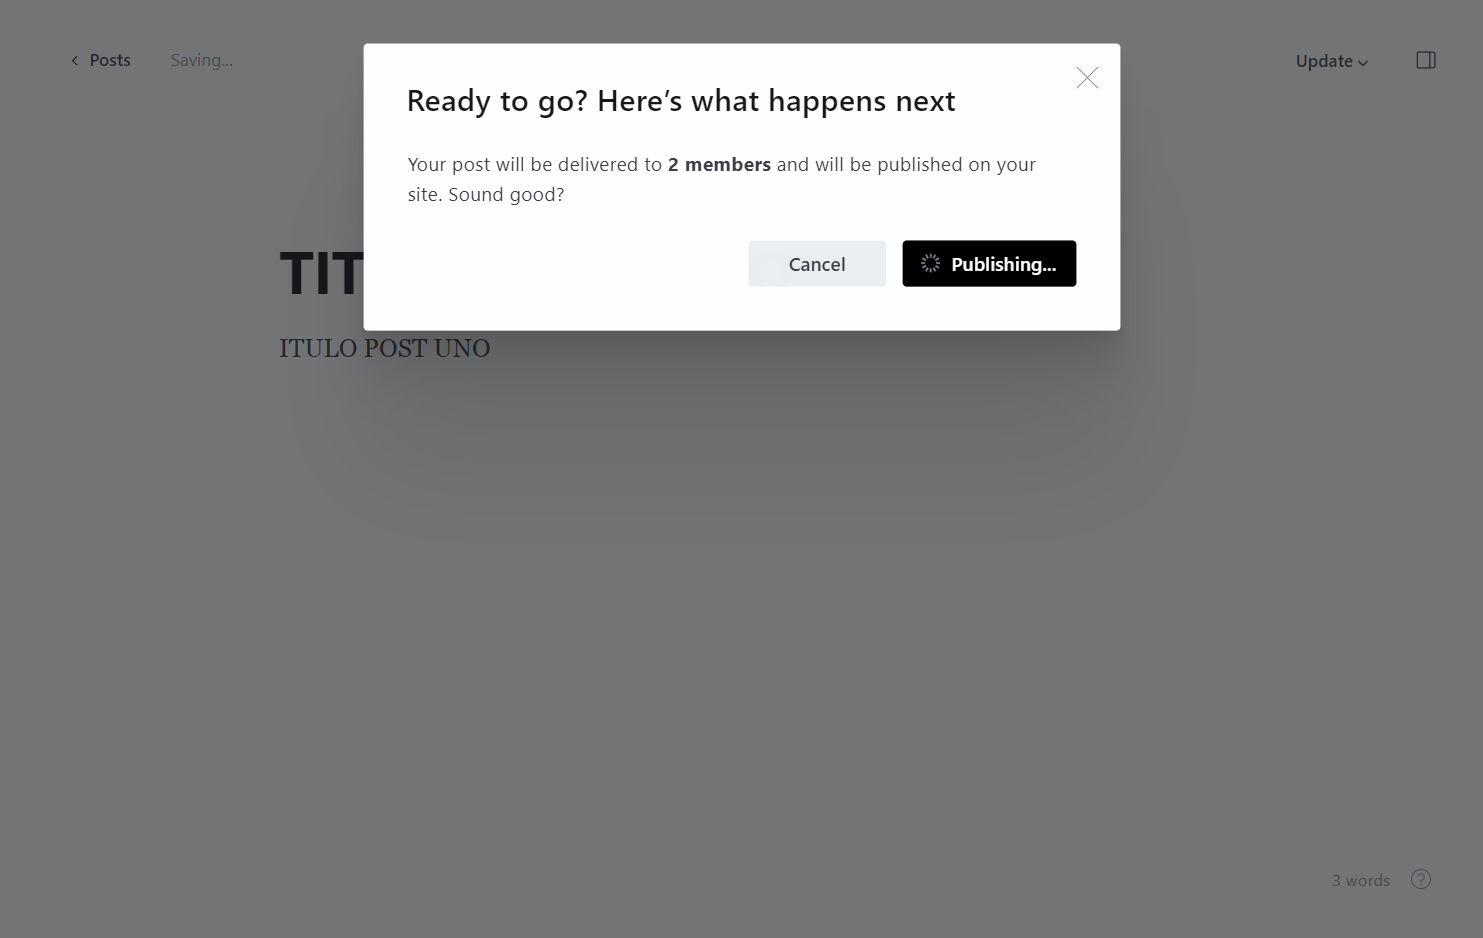 Posts
Saving...
Update
Ready to go? Here’s what happens next
Your post will be delivered to 2 members and will be published on your
site. Sound good?
Cancel
Publishing...
TIT
ITULO POST UNO
3 words
?